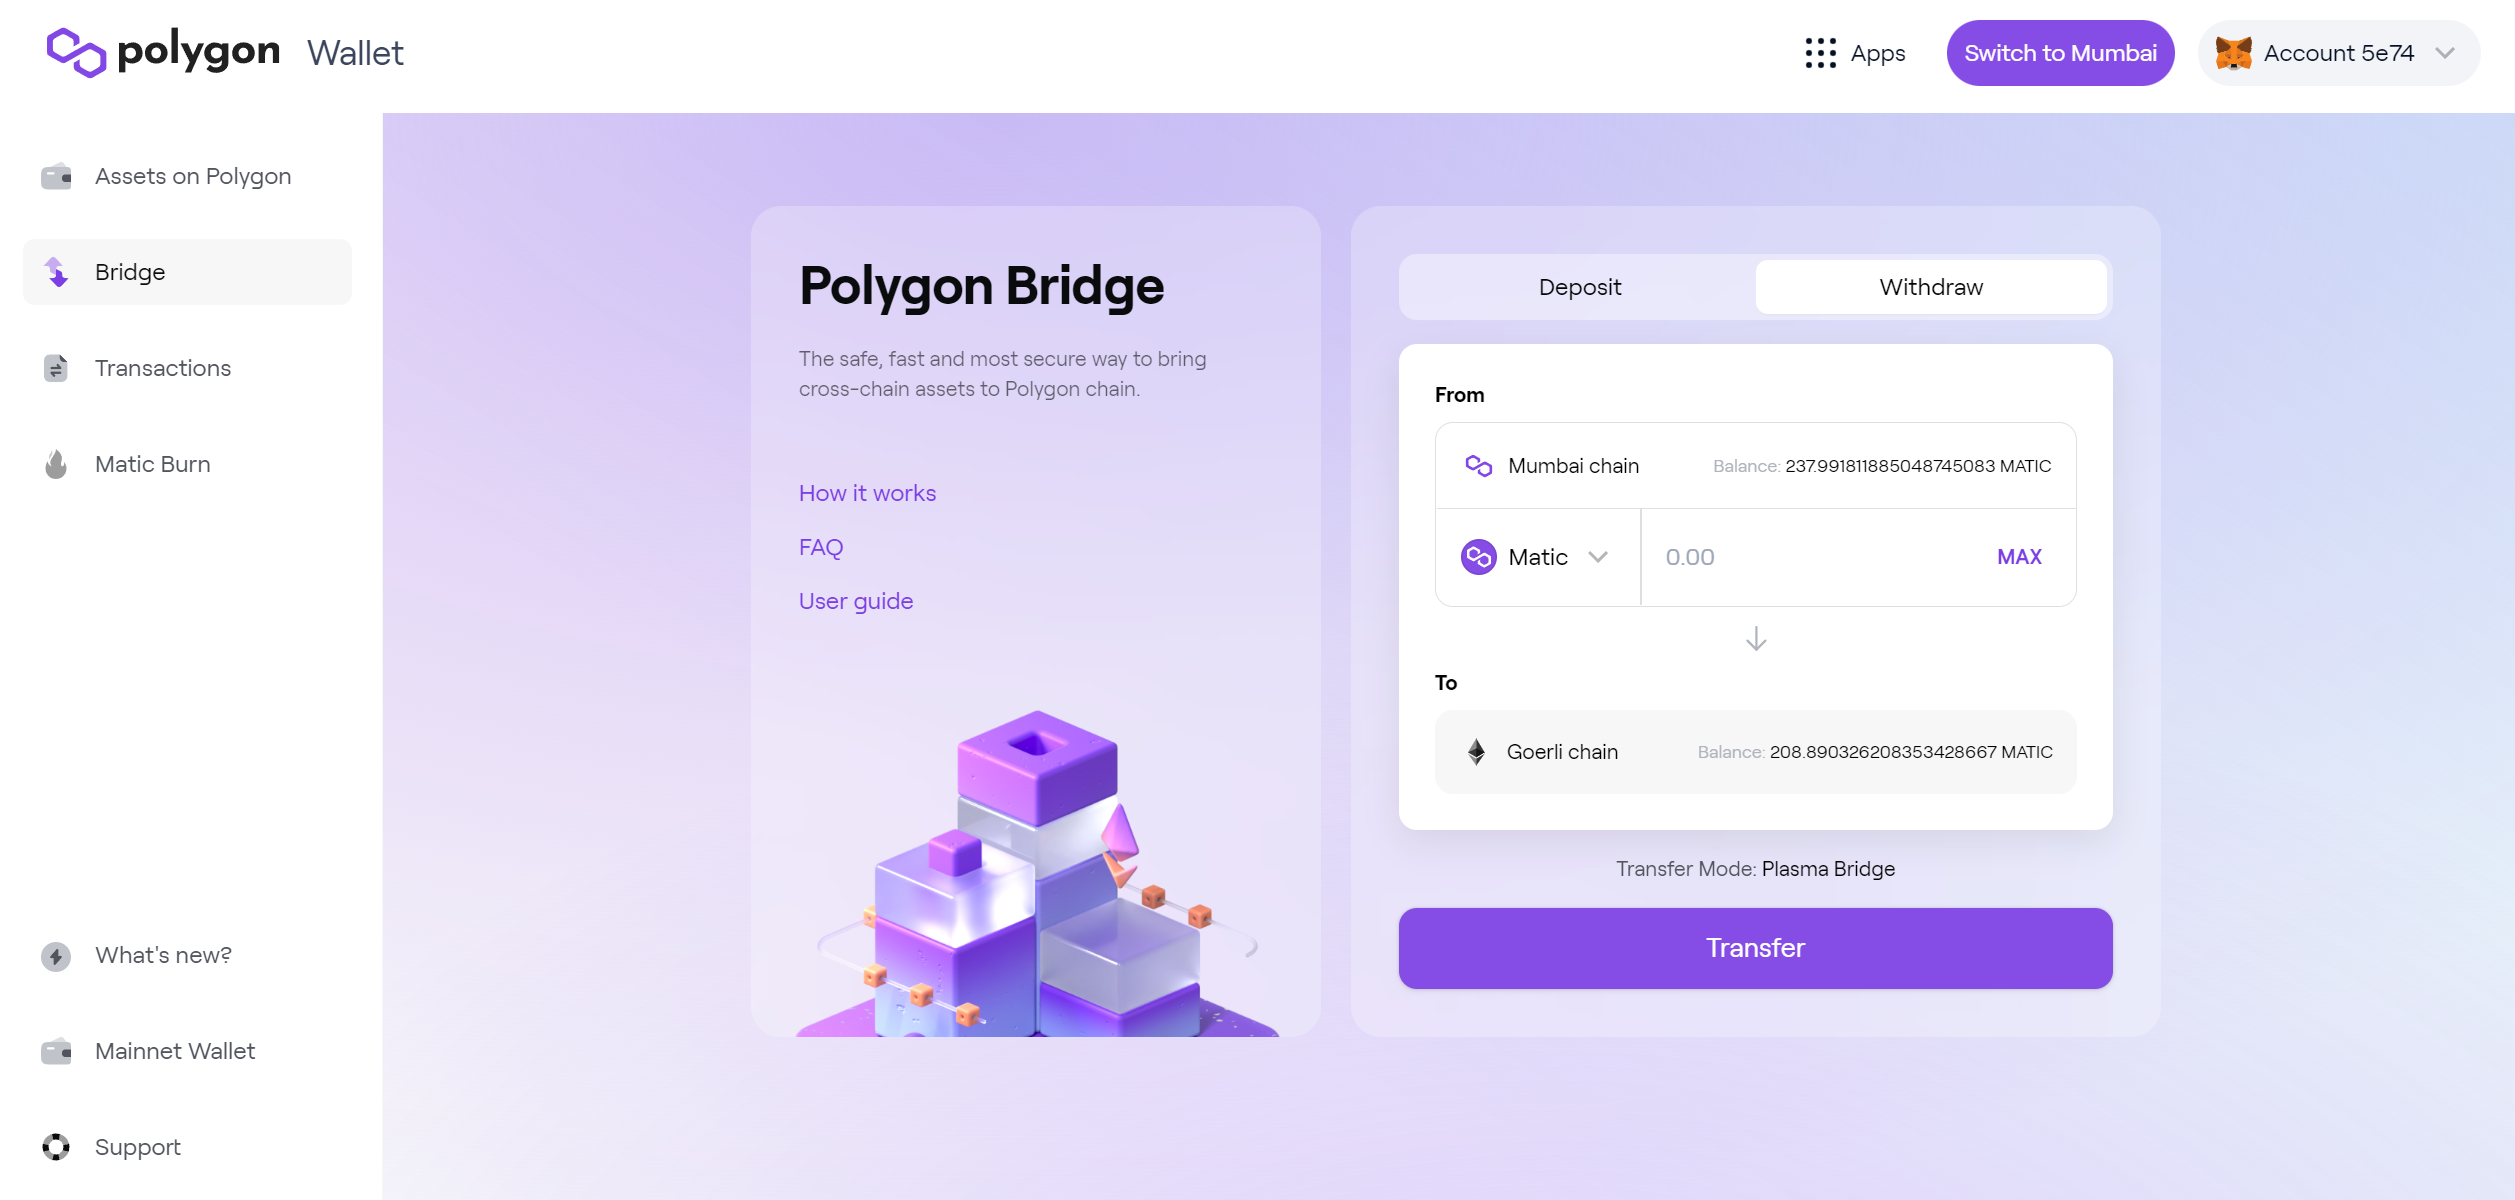 polygon Wallet
Apps
Switch to Mumbai
Account 5e74
Assets on Polygon
Bridge
Transactions
Matic Burn
What's new?
Mainnet Wallet
Support
Polygon Bridge
The safe, fast and most secure way to bring
cross-chain assets to Polygon chain.
How it works
FAQ
User guide
Deposit
Withdraw
From
Mumbai chain
Balance: 237.991811885048745083 MATIC
Matic
0.00
MAX
To
Goerli chain
Balance: 208.890326208353428667 MATIC
Transfer Mode: Plasma Bridge
Transfer